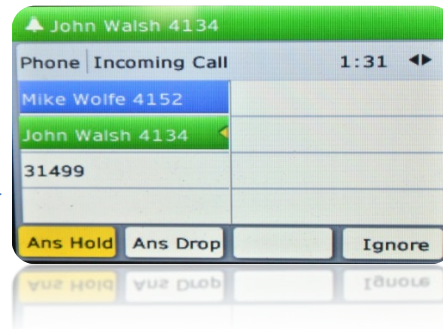 John Walsh 4134
Phone Incoming Call 1:31
Mike Wolfe 4152
John Walsh 4134
31499
Ans Hold Ans Drop Ignore